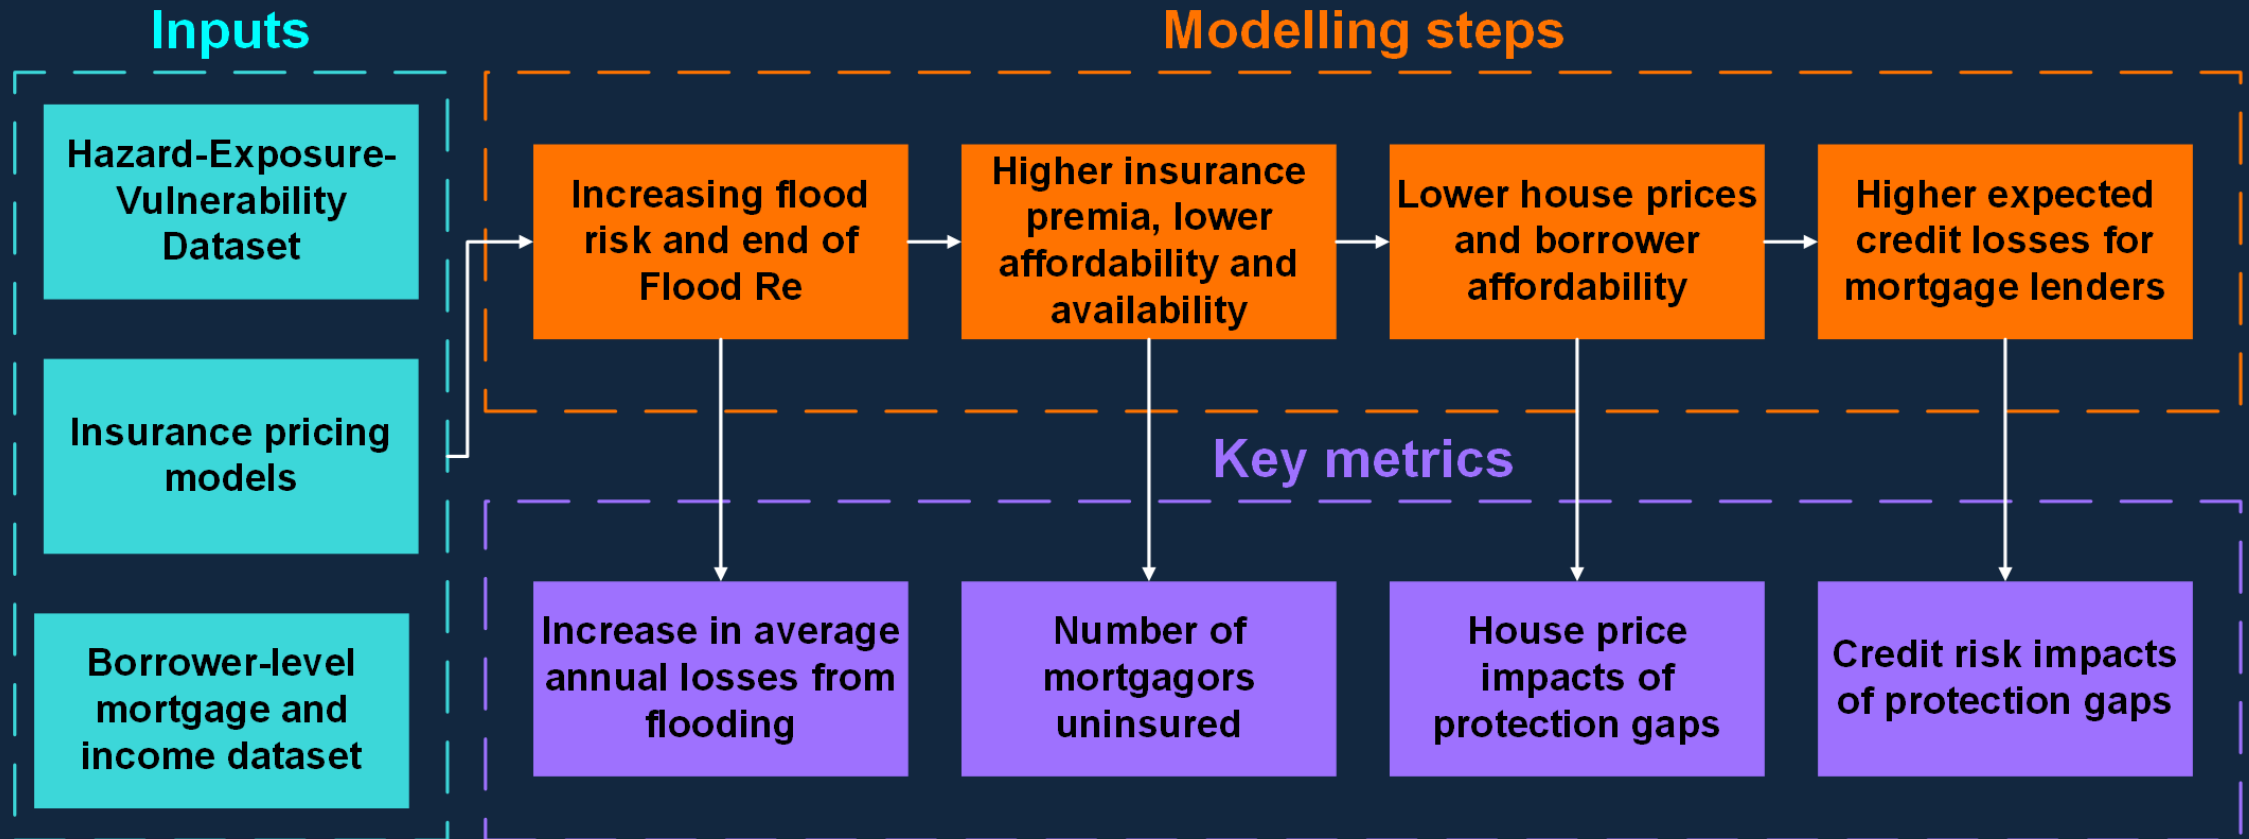 Inputs
Hazard-Exposure-
Vulnerability
Dataset
Insurance pricing
models
Borrower-level
mortgage and
income dataset
Modelling steps
Increasing flood
risk and end of
Flood Re
Higher insurance
premia, lower
affordability and
availability
Lower house prices
and borrower
affordability
Higher expected
credit losses for
mortgage lenders
Key metrics
Increase in average
annual losses from
flooding
Number of
mortgagors
uninsured
House price
impacts of
protection gaps
Credit risk impacts
of protection gaps